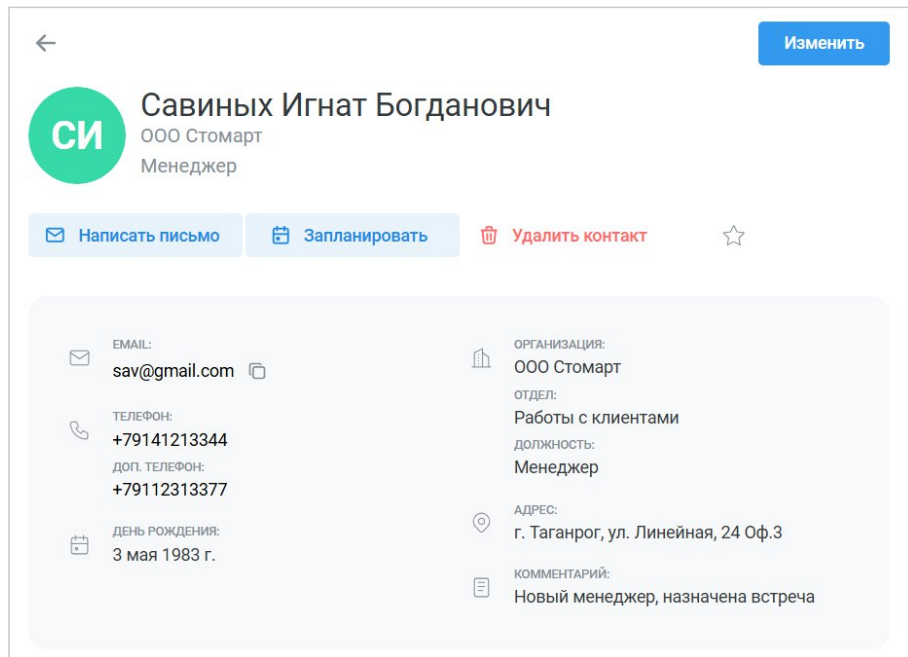 Изменить
СИ
Савиных Игнат Богданович
ООО Стомарт
Менеджер
Написать письмо
Запланировать
Удалить контакт
EMAIL:
sav@gmail.com
ТЕЛЕФОН:
+79141213344
ДОП. ТЕЛЕФОН:
+79112313377
ДЕНЬ РОЖДЕНИЯ:
3 мая 1983 г.
ОРГАНИЗАЦИЯ:
ООО Стомарт
ОТДЕЛ:
Работы с клиентами
ДОЛЖНОСТЬ:
Менеджер
АДРЕС:
г. Таганрог, ул. Линейная, 24 Оф.3
КОММЕНТАРИЙ:
Новый менеджер, назначена встреча